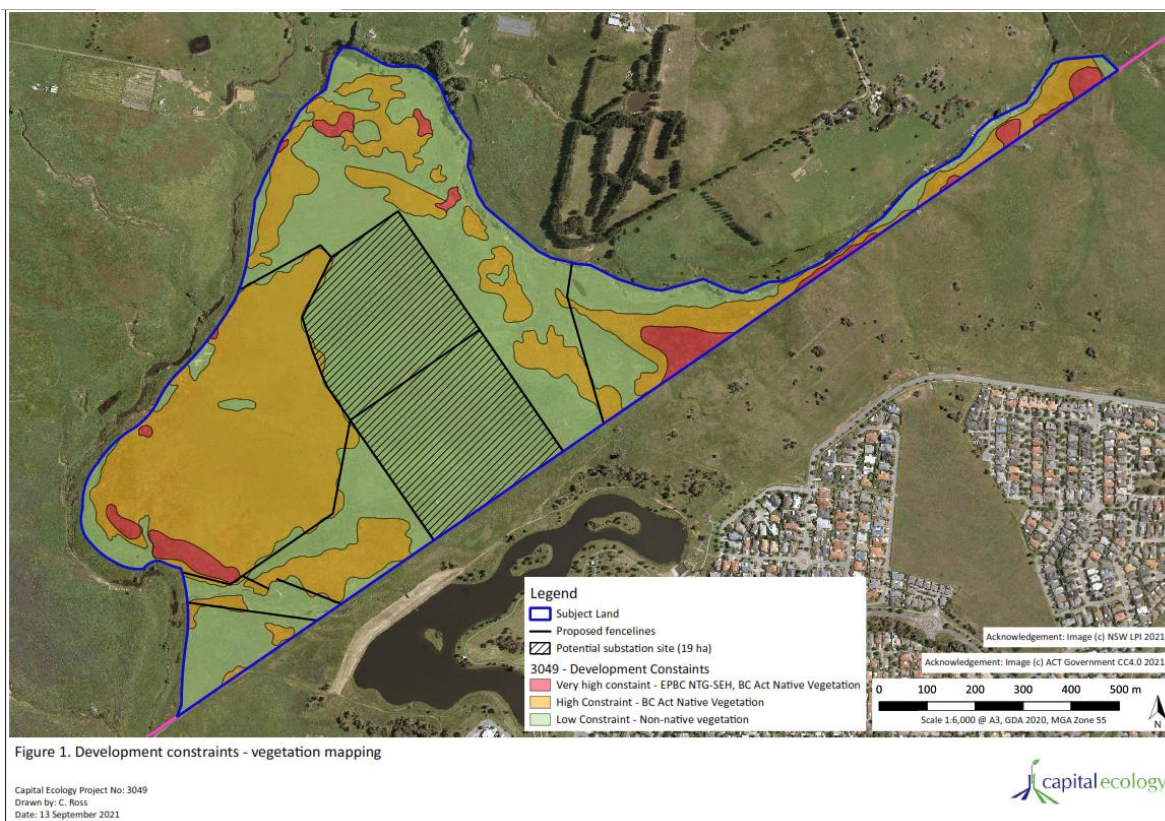 Legend
Subject Land
Proposed fencelines
Potential substation site (19 ha)
3049 - Development Constaints
Very high constaint - EPBC NTG-SEH, BC Act Native Vegetation
High Constraint - BC Act Native Vegetation
Low Constraint - Non-native vegetation
Acknowledgement: Image (c) NSW LPI 2021
Acknowledgement: Image (c) ACT Government CC4.0 2021
0 100 200 300 400 500 m
Scale 1:6,000 @ A3, GDA 2020, MGA Zone 55
N
Figure 1. Development constraints - vegetation mapping
Capital Ecology Project No: 3049
Drawn by: C. Ross
Date: 13 September 2021
capital ecology